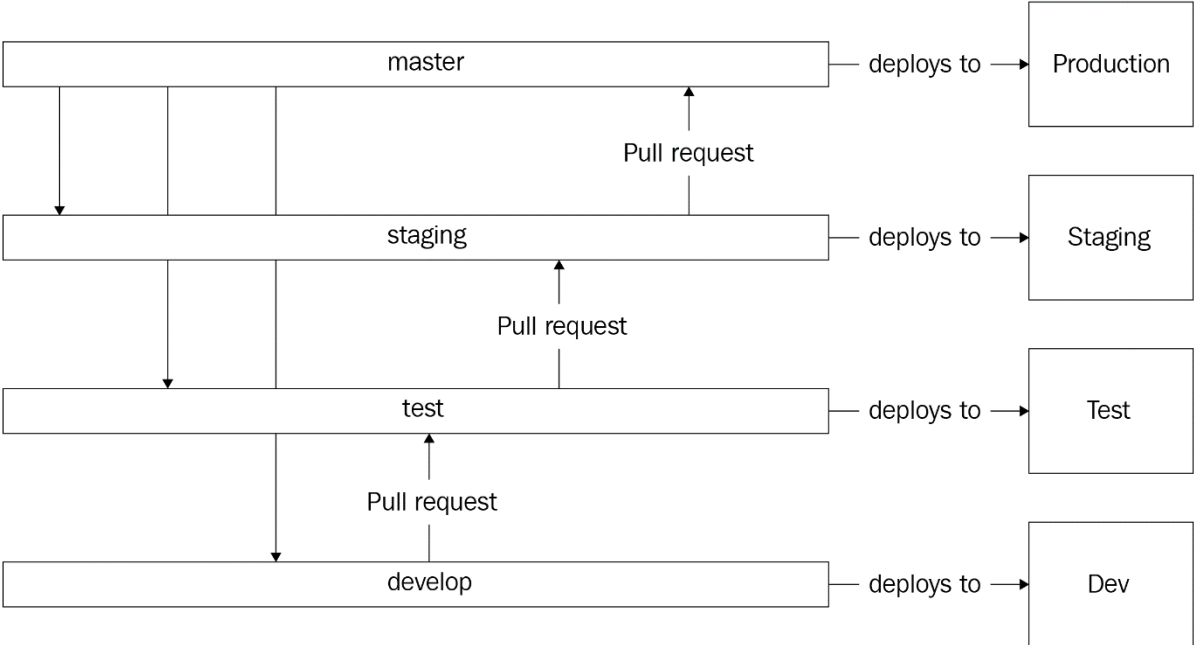 master
deploys to
Production
Pull request
staging
deploys to
Staging
Pull request
test
deploys to
Test
Pull request
develop
deploys to
Dev